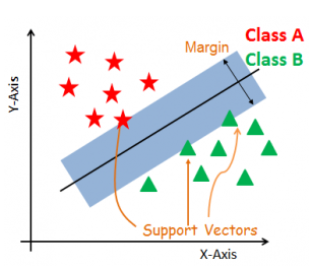 Class A
Margin
Class B
Y-Axis
Support Vectors
X-Axis